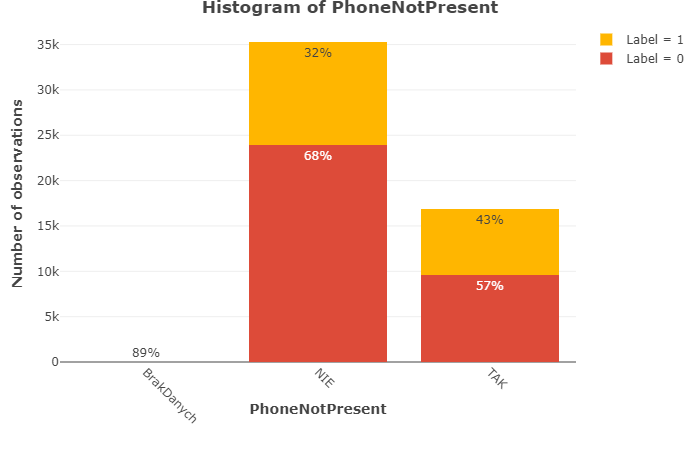 Histogram of PhoneNotPresent
Label = 1
Label = 0
Number of observations
35k
30k
25k
20k
15k
10k
5k
0
32%
68%
43%
57%
89%
BrakDanych
NIE
TAK
PhoneNotPresent